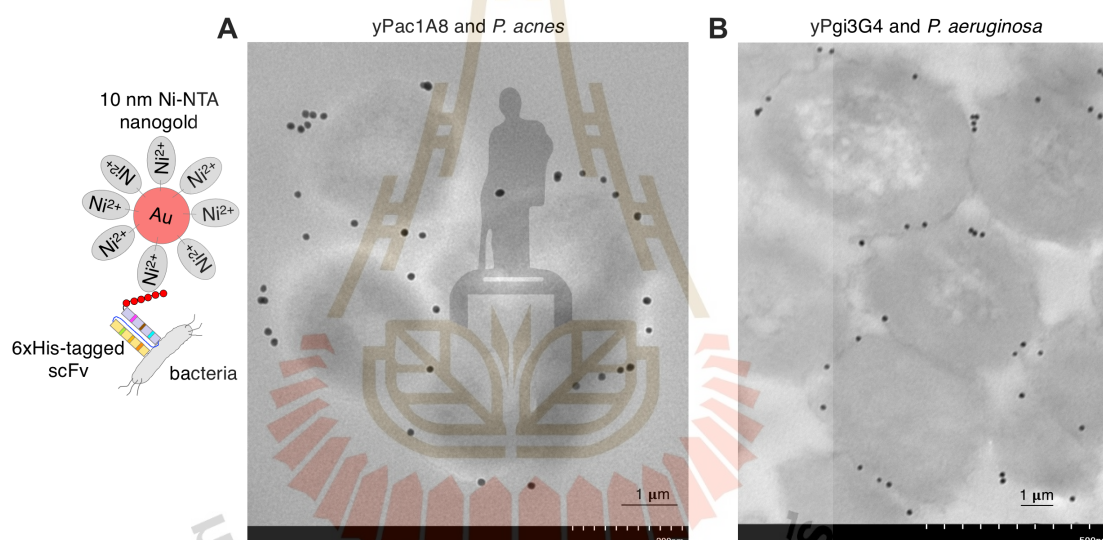 A
yPac1A8 and P. acnes
B
yPgi3G4 and P. aeruginosa
10 nm Ni-NTA
nanogold
Ni2+
Ni2+
Ni2+
Ni2+
Ni2+
Ni2+
Ni2+
Ni2+
Au
6xHis-tagged
scFv
bacteria
1 µm
1 µm